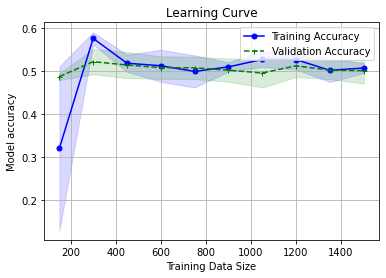 Learning Curve
Training Accuracy
Validation Accuracy
0.6
0.5
0.4
0.3
0.2
Model accuracy
200 400 600 800 1000 1200 1400
Training Data Size